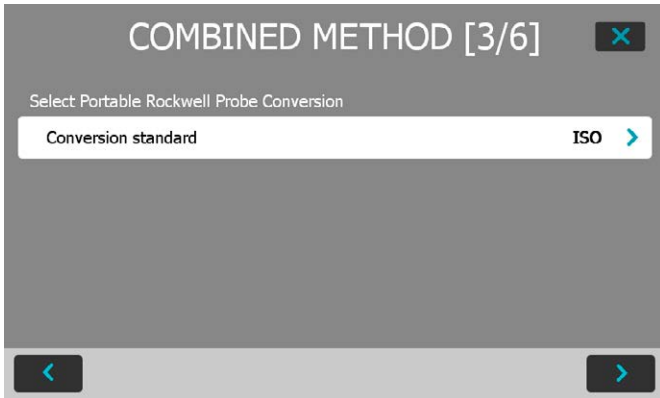 COMBINED METHOD [3/6]
Select Portable Rockwell Probe Conversion
Conversion standard ISO